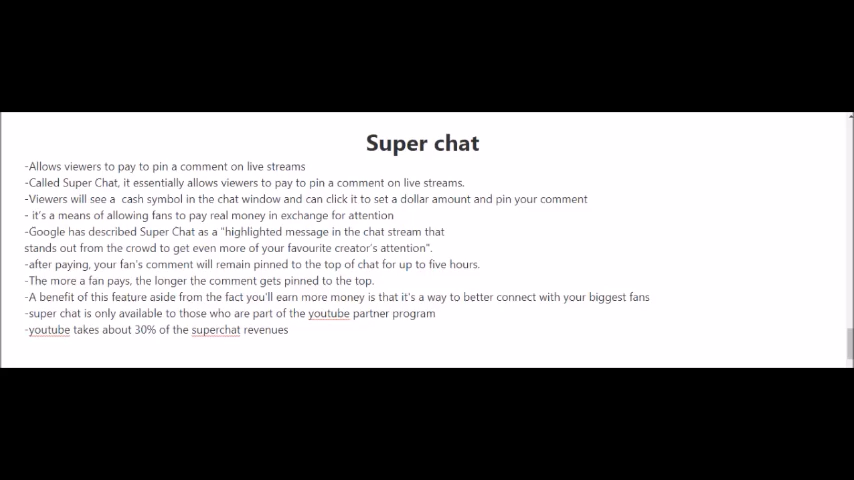 Super chat
-Allows viewers to pay to pin a comment on live streams
-Called Super Chat, it essentially allows viewers to pay to pin a comment on live streams.
-Viewers will see a  cash symbol in the chat window and can click it to set a dollar amount and pin your comment
- it's a means of allowing fans to pay real money in exchange for attention
-Google has described Super Chat as a "highlighted message in the chat stream that
stands out from the crowd to get even more of your favourite creator's attention".
-after paying, your fan's comment will remain pinned to the top of chat for up to five hours.
-The more a fan pays, the longer the comment gets pinned to the top.
-A benefit of this feature aside from the fact you'll earn more money is that it's a way to better connect with your biggest fans
-super chat is only available to those who are part of the youtube partner program
-youtube takes about 30% of the superchat revenues